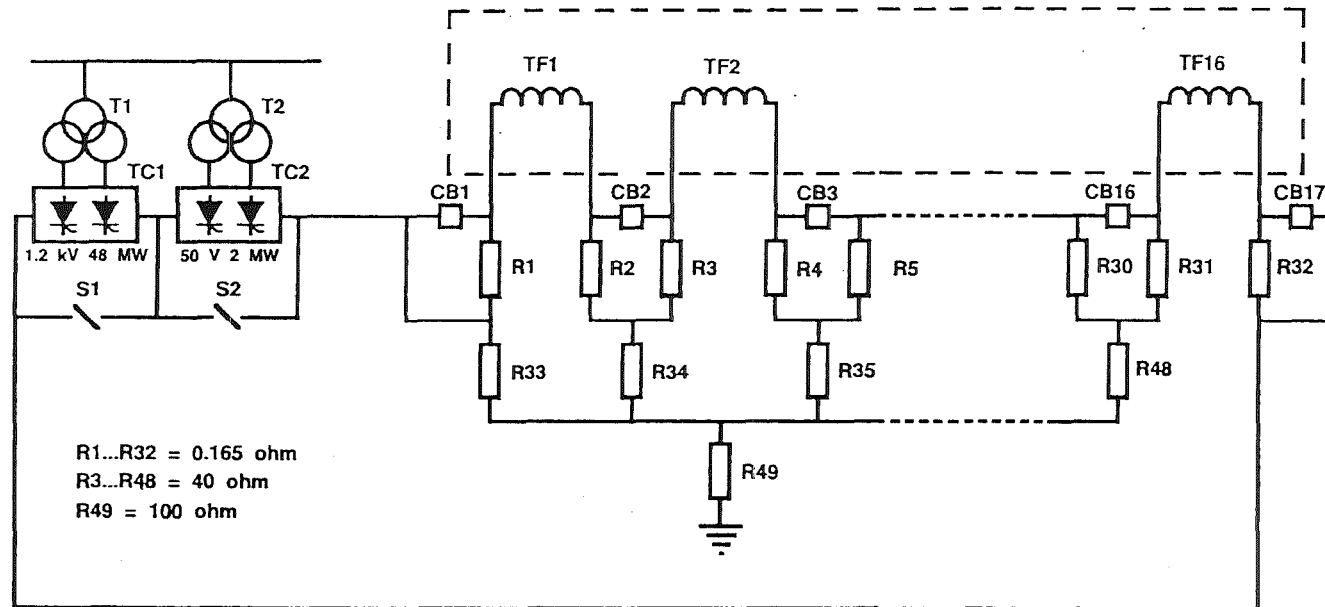 TF1
TF2
TF16
T1
T2
TC1
TC2
CB1
CB2
CB3
CB16
CB17
1.2 kV 48 MW
50 V 2 MW
R1
R2
R3
R4
R5
R30
R31
R32
S1
S2
R33
R34
R35
R48
R1...R32 = 0.165 ohm
R3...R48 = 40 ohm
R49 = 100 ohm
R49